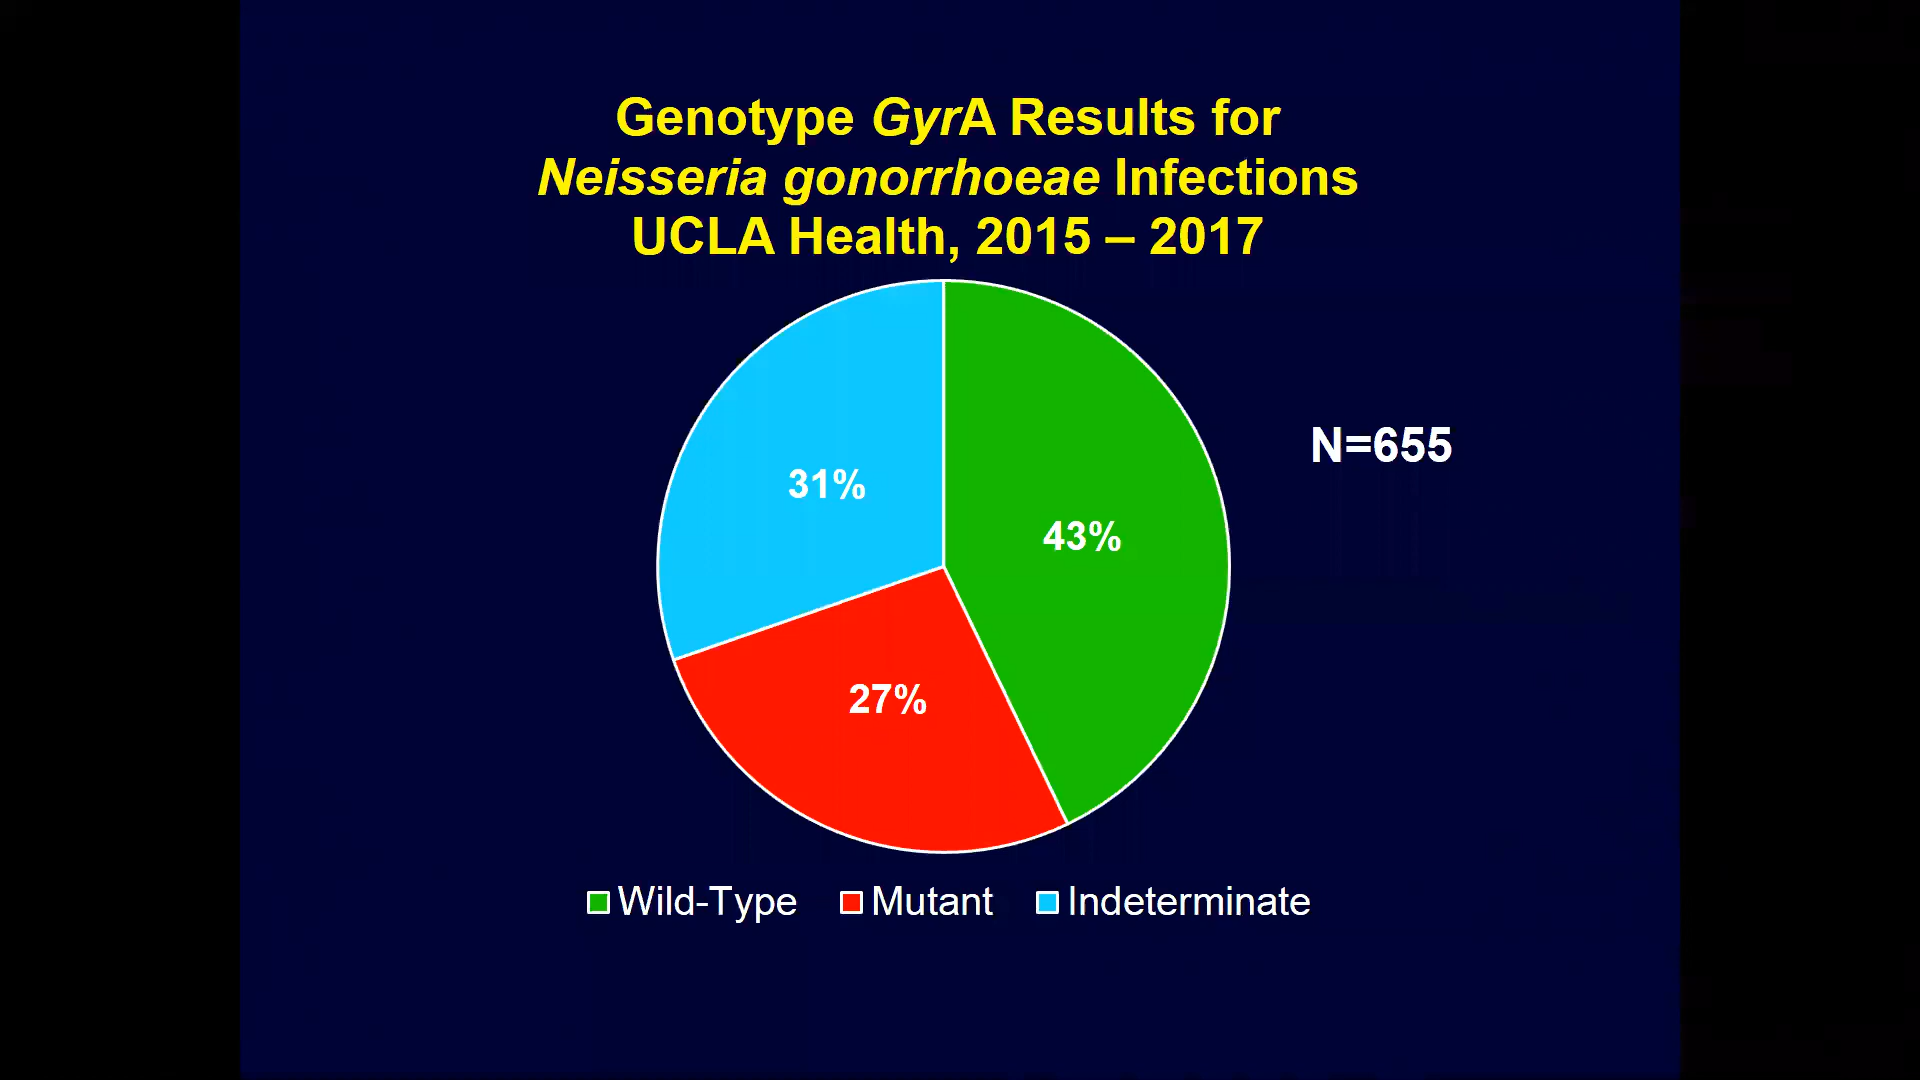 Genotype GyrA Results for
Neisseria gonorrhoeae Infections
UCLA Health, 2015 – 2017
N=655
31%
43%
27%
Wild-Type Mutant Indeterminate